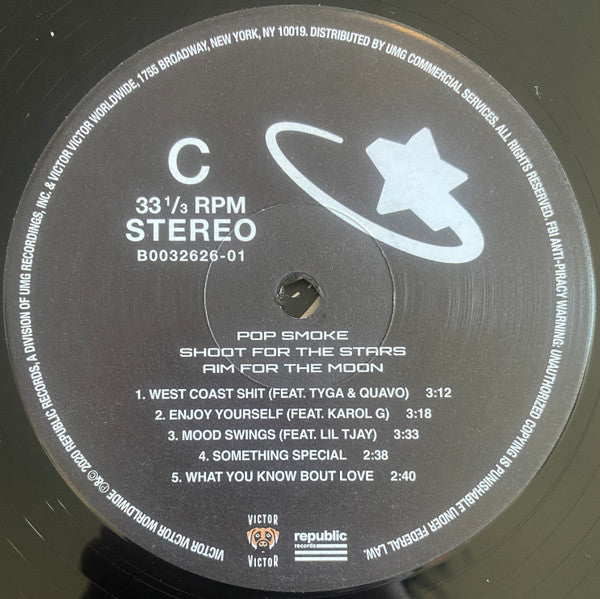 C
33 1/3 RPM
STEREO
B0032626-01
POP SMOKE
SHOOT FOR THE STARS
AIM FOR THE MOON
1. WEST COAST SHIT (FEAT. TYGA & QUAVO) 3:12
2. ENJOY YOURSELF (FEAT. KAROL G) 3:18
3. MOOD SWINGS (FEAT. LIL TJAY) 3:33
4. SOMETHING SPECIAL 2:38
5. WHAT YOU KNOW BOUT LOVE 2:40
VICTOR
VICTOR
republic
records
VICTOR VICTOR WORLDWIDE ℗&© 2020 REPUBLIC RECORDS, A DIVISION OF UMG RECORDINGS, INC. & VICTOR VICTOR WORLDWIDE, 1755 BROADWAY, NEW YORK, NY 10019. DISTRIBUTED BY UMG COMMERCIAL SERVICES. ALL RIGHTS RESERVED. FBI ANTI-PIRACY WARNING: UNAUTHORIZED COPYING IS PUNISHABLE UNDER FEDERAL LAW.